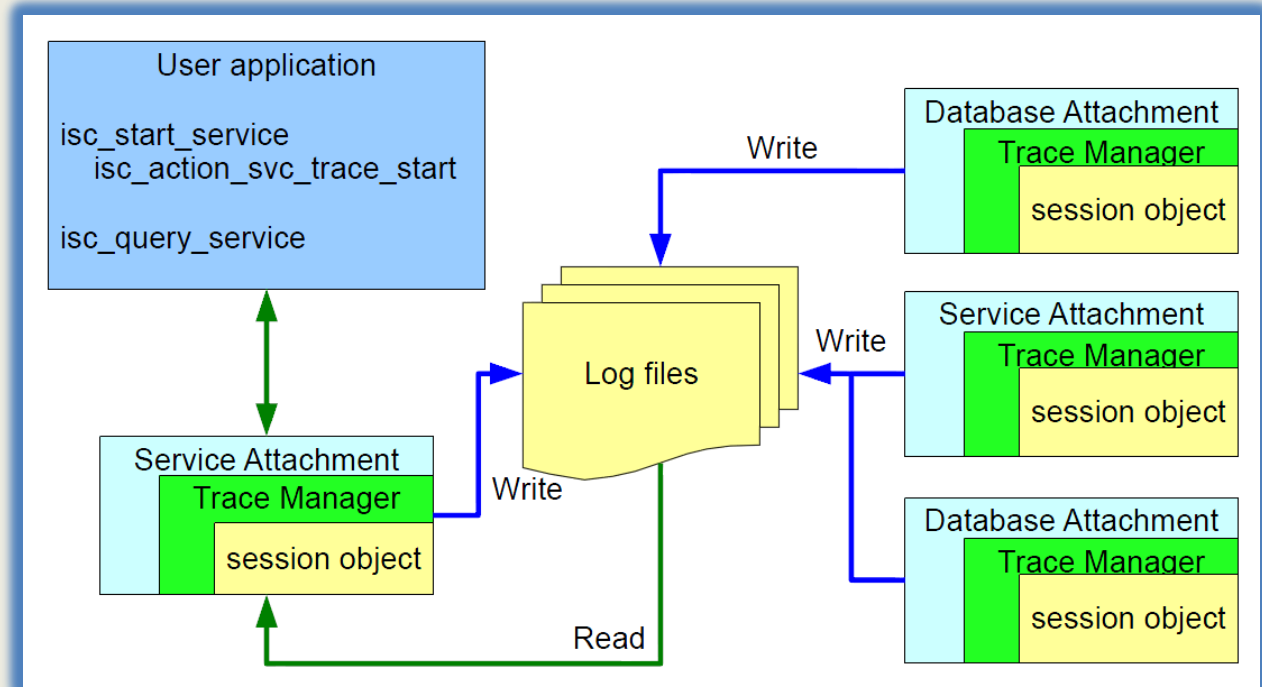 User application
isc_start_service
isc_action_svc_trace_start
isc_query_service
Service Attachment
Trace Manager
session object
Write
Log files
Read
Write
Write
Database Attachment
Trace Manager
session object
Service Attachment
Trace Manager
session object
Database Attachment
Trace Manager
session object